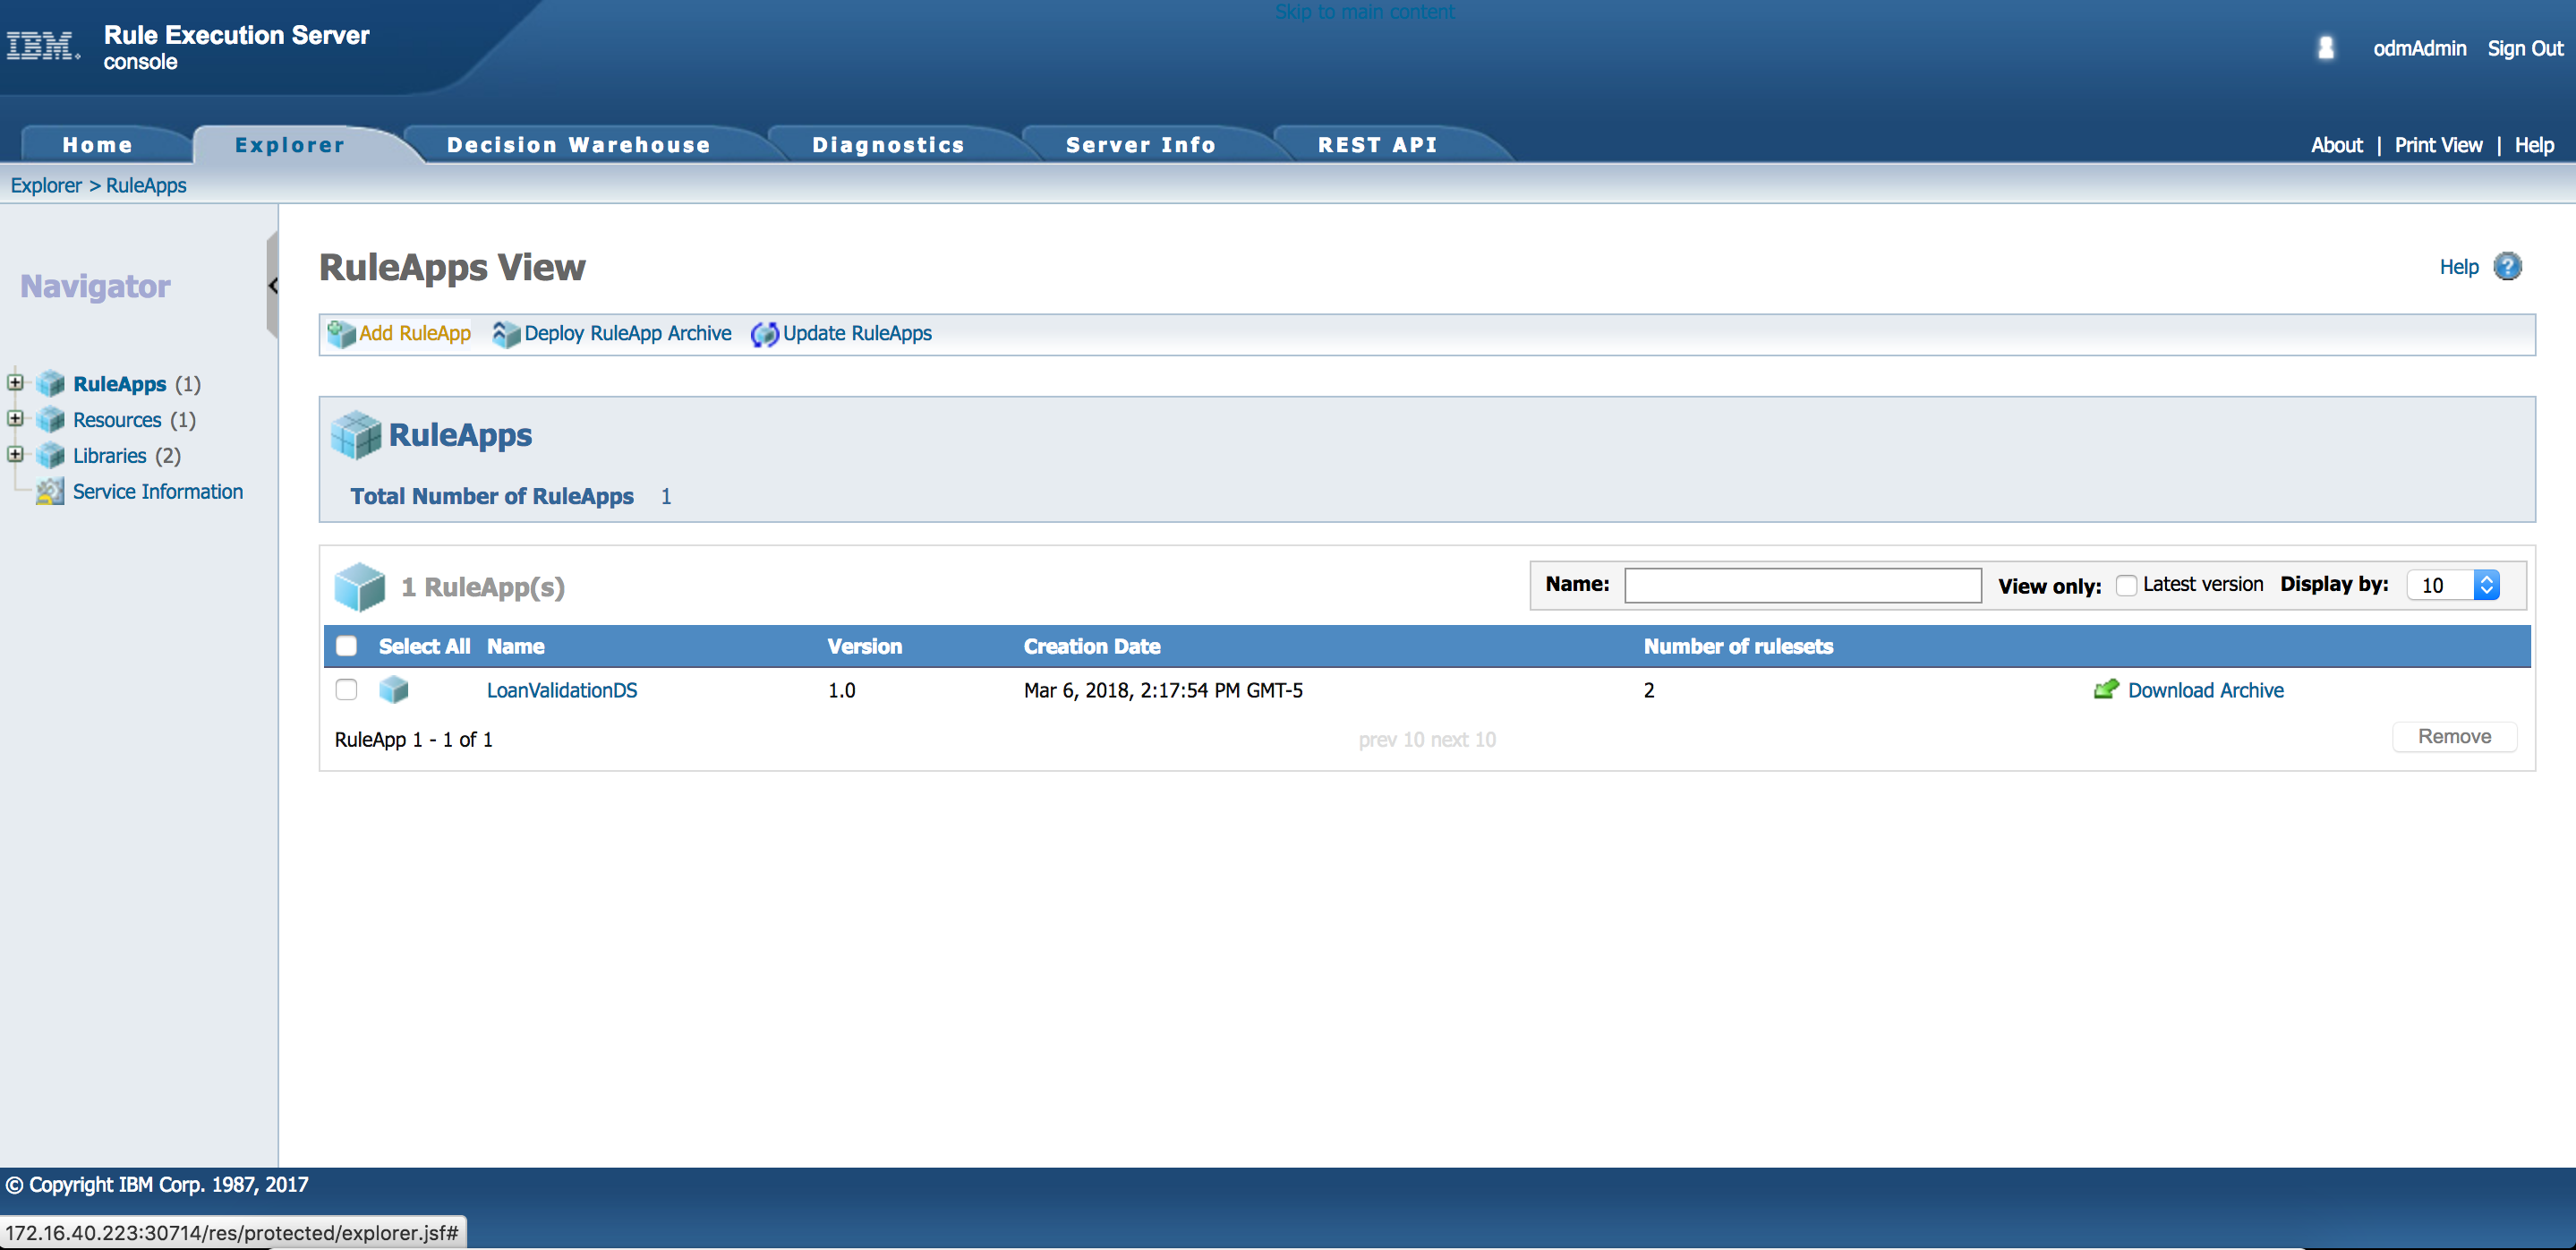 Skip to main content
IBM
Rule Execution Server
console
odmAdmin Sign Out
Home Explorer Decision Warehouse Diagnostics Server Info REST API
About | Print View | Help
Explorer > RuleApps
Navigator
RuleApps (1)
Resources (1)
Libraries (2)
Service Information
RuleApps View
Help ?
Add RuleApp Deploy RuleApp Archive Update RuleApps
RuleApps
Total Number of RuleApps 1
1 RuleApp(s)
Name: View only: Latest version Display by: 10
Select All Name Version Creation Date Number of rulesets
LoanValidationDS 1.0 Mar 6, 2018, 2:17:54 PM GMT-5 2 Download Archive
RuleApp 1 - 1 of 1 prev 10 next 10 Remove
© Copyright IBM Corp. 1987, 2017
172.16.40.223:30714/res/protected/explorer.jsf#